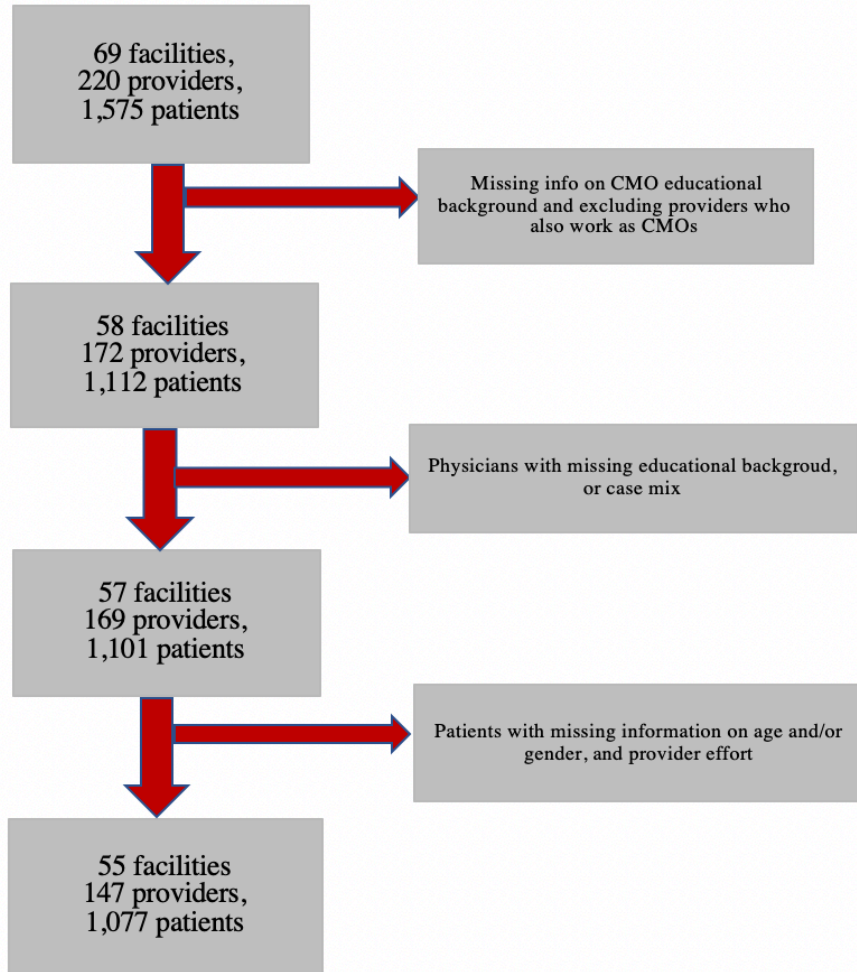 69 facilities,
220 providers,
1,575 patients
Missing info on CMO educational
background and excluding providers who
also work as CMOs
58 facilities
172 providers,
1,112 patients
Physicians with missing educational backgroud,
or case mix
57 facilities
169 providers,
1,101 patients
Patients with missing information on age and/or
gender, and provider effort
55 facilities
147 providers,
1,077 patients